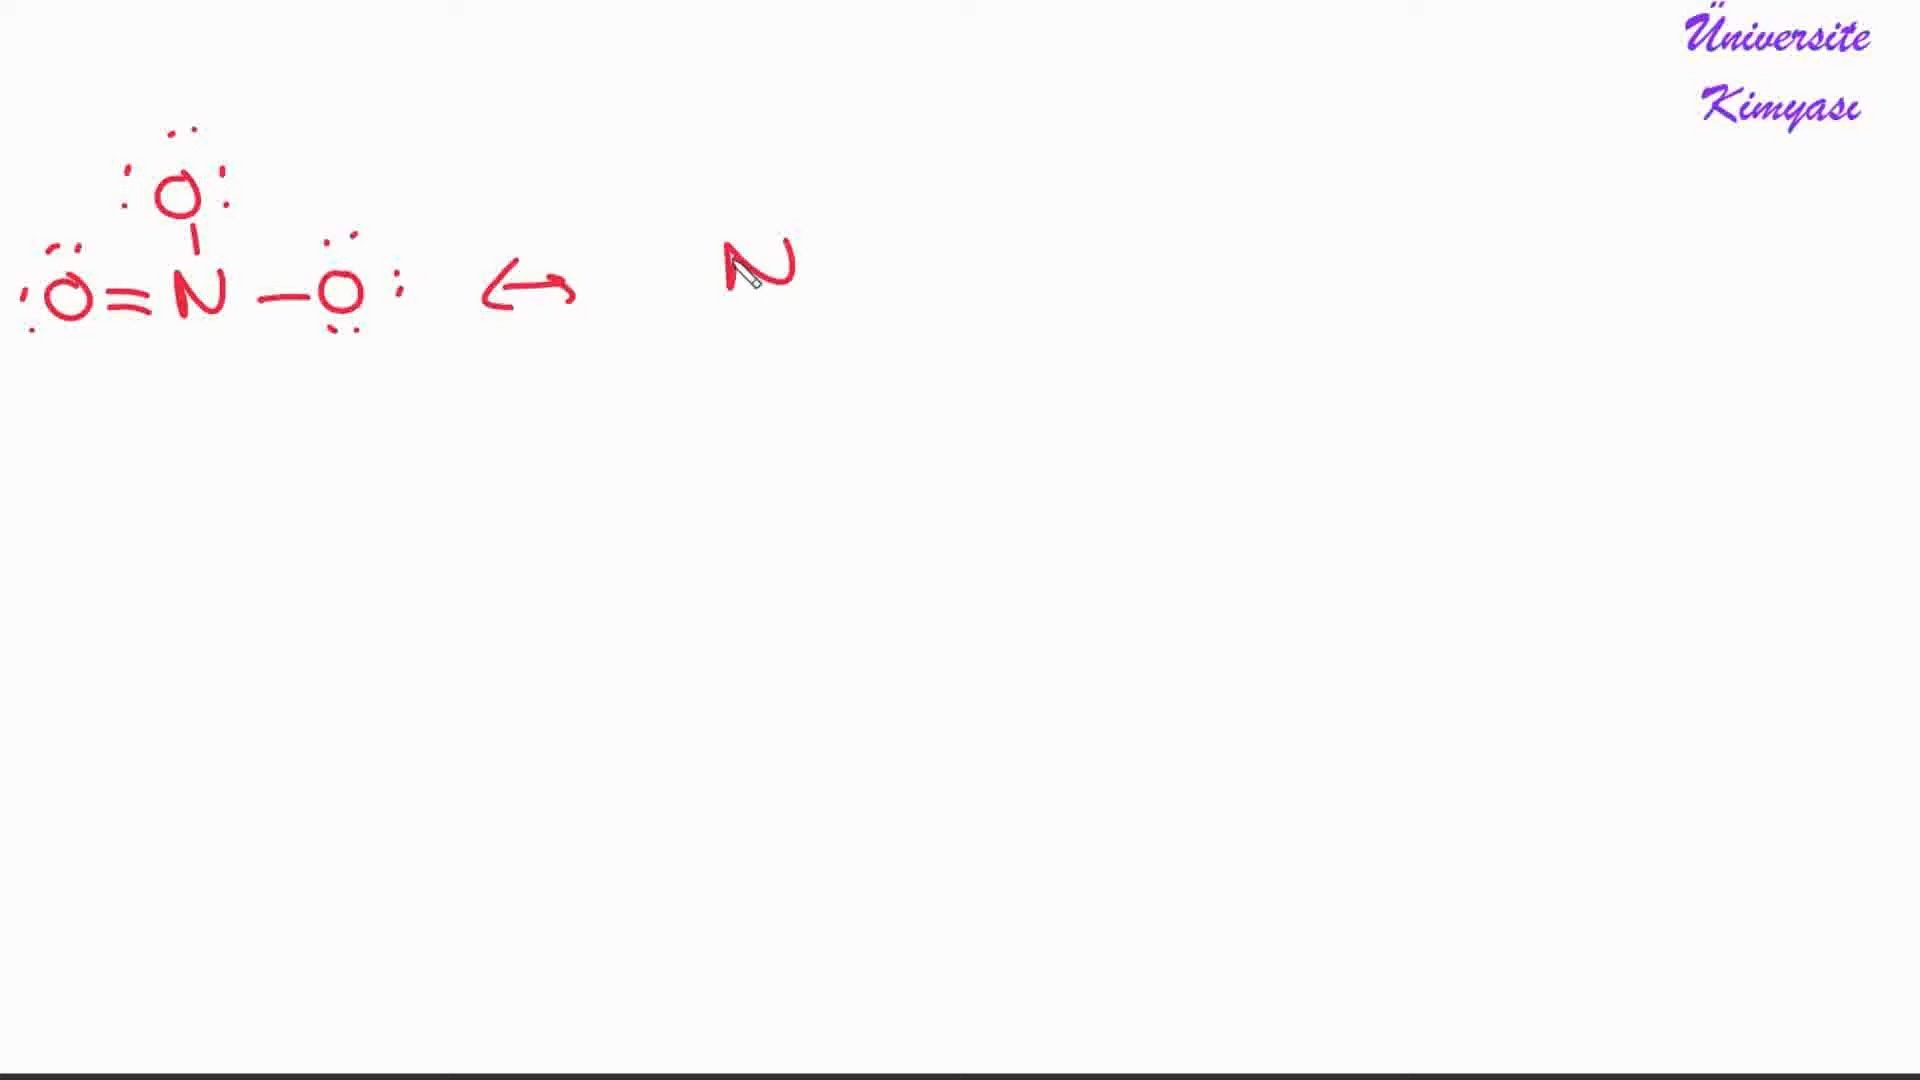 Üniversite
Kimyası
O
O=N-O ↔ N